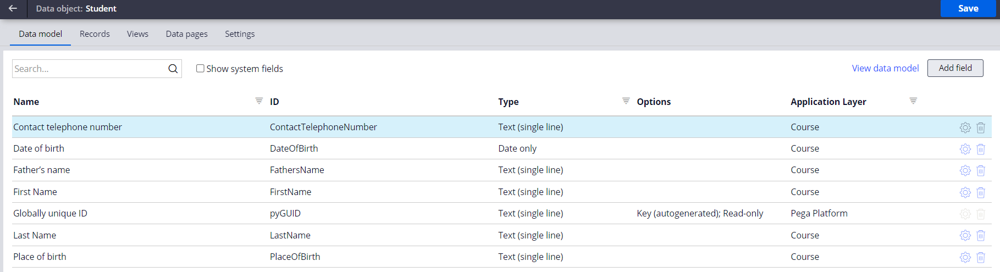 Data object: Student
Save
Data model Records Views Data pages Settings
Search... Show system fields View data model Add field
Name ID Type Options Application Layer
Contact telephone number ContactTelephoneNumber Text (single line) Course
Date of birth DateOfBirth Date only Course
Father’s name FathersName Text (single line) Course
First Name FirstName Text (single line) Course
Globally unique ID pyGUID Text (single line) Key (autogenerated); Read-only Pega Platform
Last Name LastName Text (single line) Course
Place of birth PlaceOfBirth Text (single line) Course